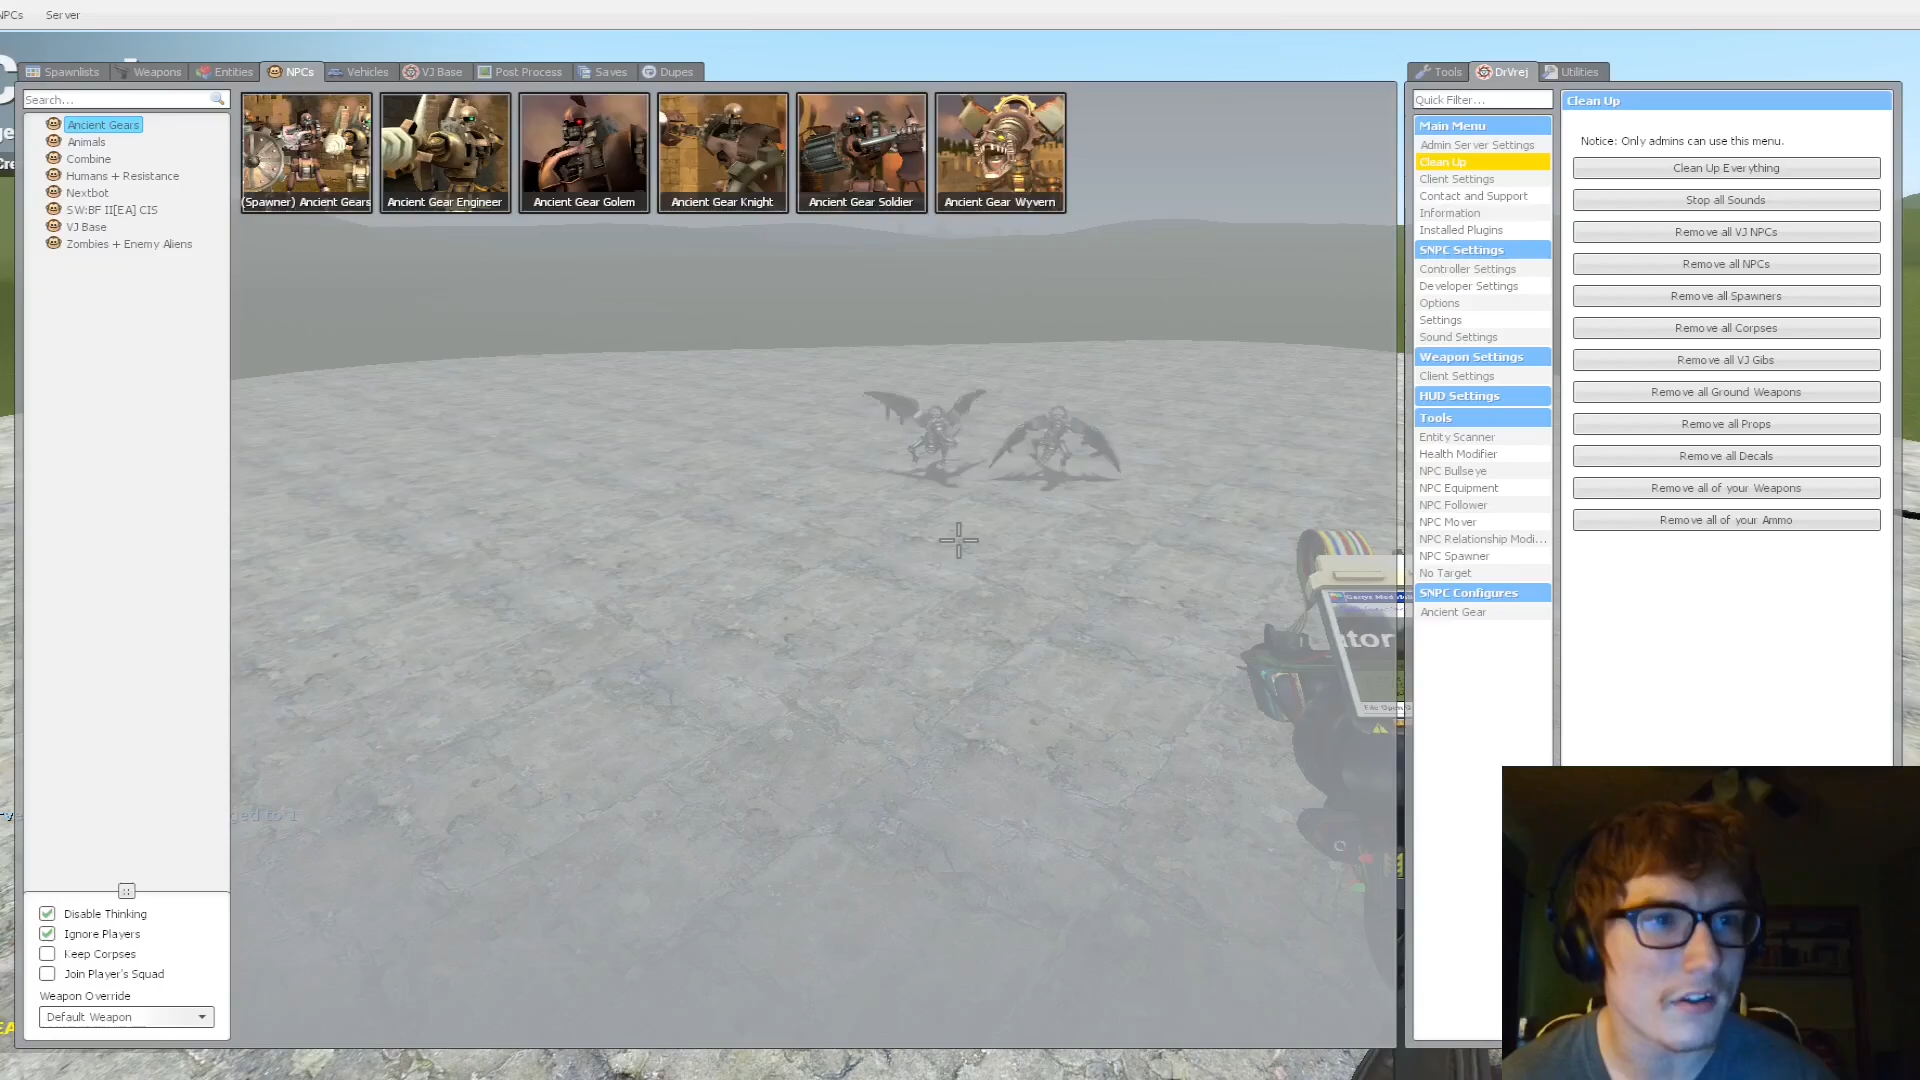 NPCs Server
Spawnlists Weapons Entities NPCs Vehicles VJ Base Post Process Saves Dupes
Search...
Ancient Gears
Animals
Combine
Humans + Resistance
Nextbot
SW:BF II[EA] CIS
VJ Base
Zombies + Enemy Aliens
(Spawner) Ancient Gears
Ancient Gear Engineer
Ancient Gear Golem
Ancient Gear Knight
Ancient Gear Soldier
Ancient Gear Wyvern
ged to 1
Disable Thinking
Ignore Players
Keep Corpses
Join Player's Squad
Weapon Override
Default Weapon
Tools DrVrej Utilities
Quick Filter...
Main Menu
Admin Server Settings
Clean Up
Client Settings
Contact and Support
Information
Installed Plugins
SNPC Settings
Controller Settings
Developer Settings
Options
Settings
Sound Settings
Weapon Settings
Client Settings
HUD Settings
Tools
Entity Scanner
Health Modifier
NPC Bullseye
NPC Equipment
NPC Follower
NPC Mover
NPC Relationship Modi...
NPC Spawner
No Target
SNPC Configures
Ancient Gear
Clean Up
Notice: Only admins can use this menu.
Clean Up Everything
Stop all Sounds
Remove all VJ NPCs
Remove all NPCs
Remove all Spawners
Remove all Corpses
Remove all VJ Gibs
Remove all Ground Weapons
Remove all Props
Remove all Decals
Remove all of your Weapons
Remove all of your Ammo
ator